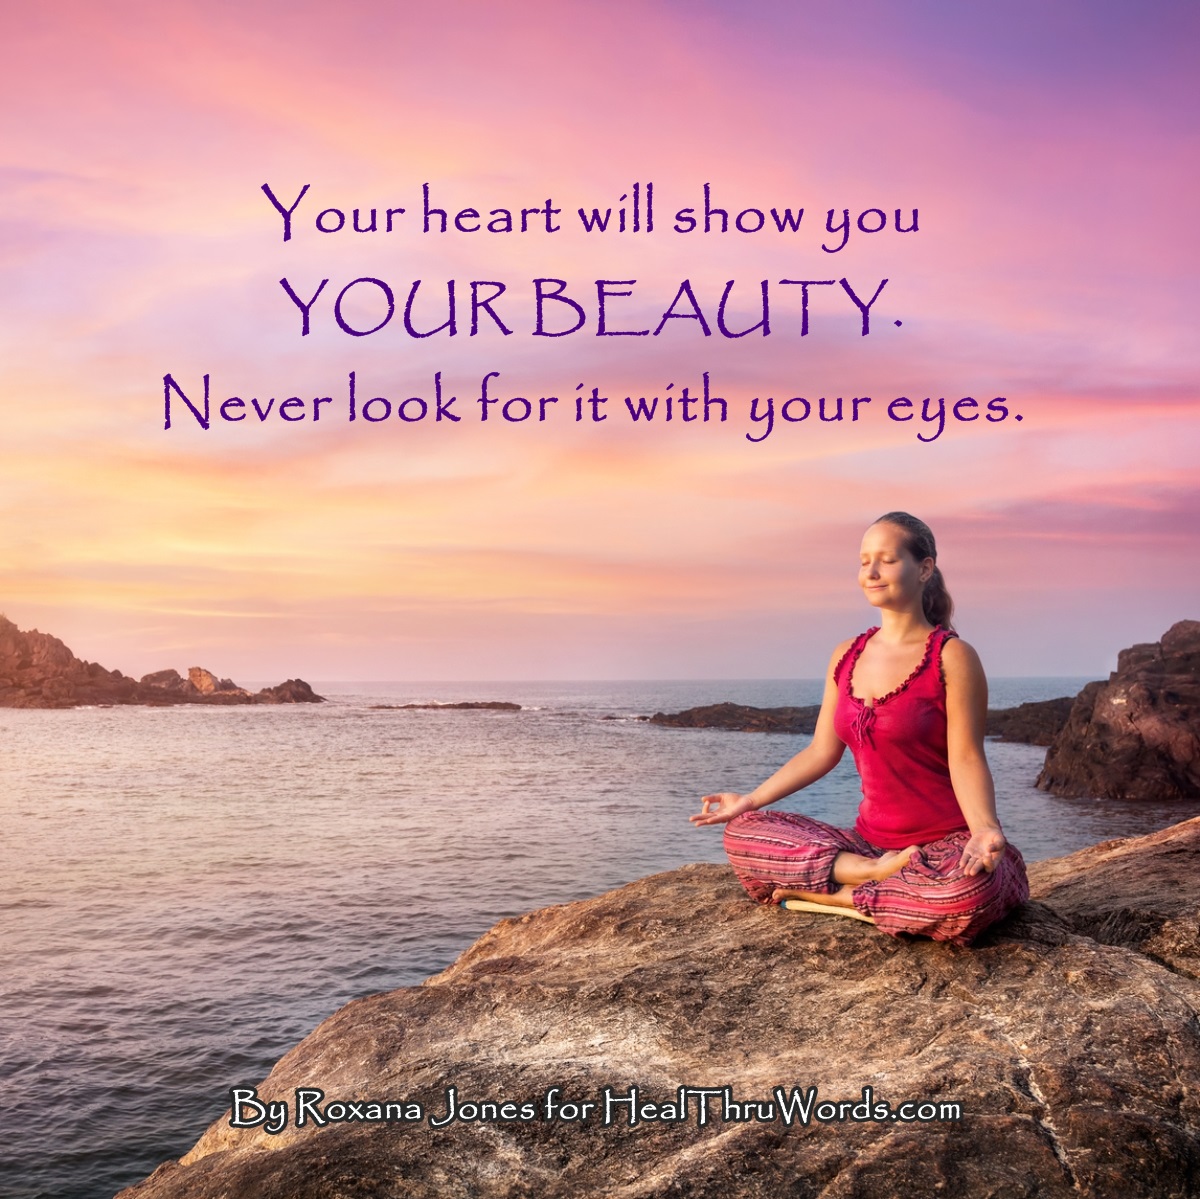 Your heart will show you
YOUR BEAUTY.
Never look for it with your eyes.
By Roxana Jones for HealThruWords.com